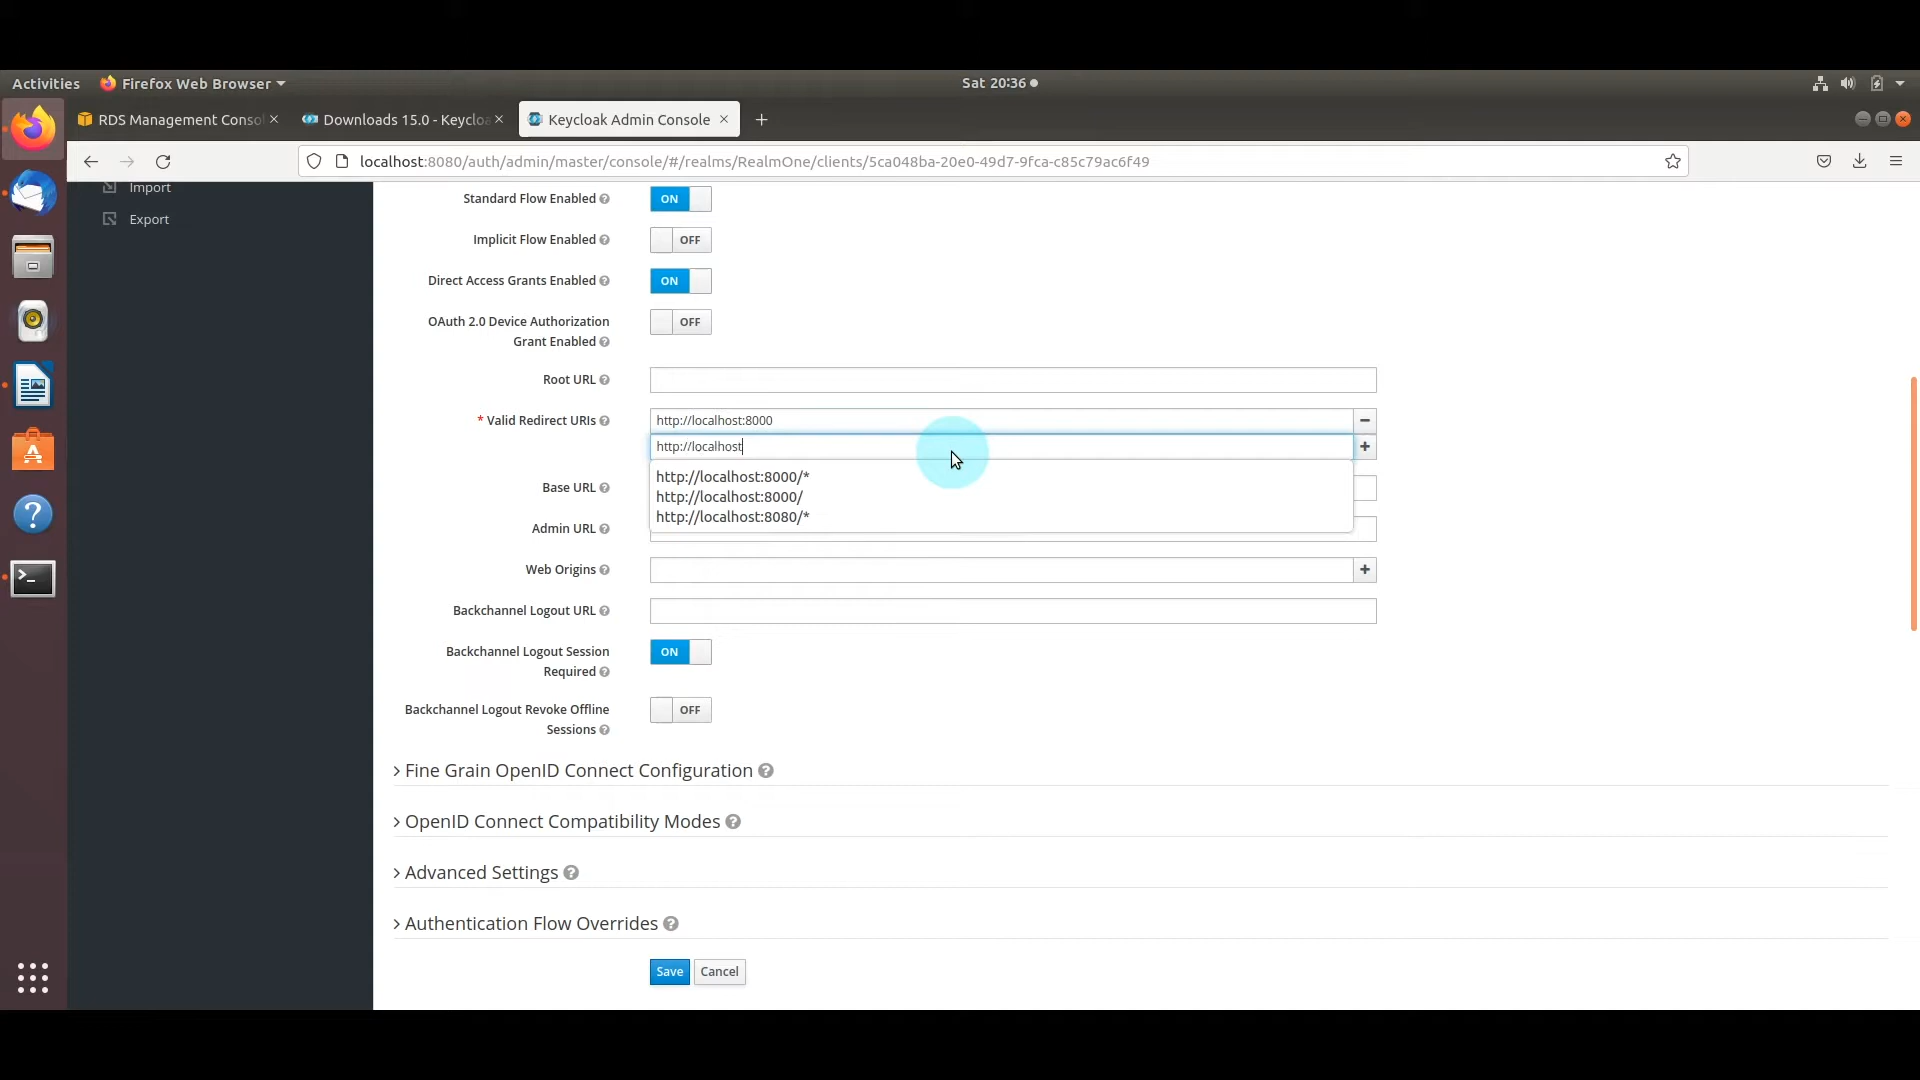 Activities Firefox Web Browser Sat 20:36
RDS Management Consol Downloads 15.0 - Keycloa Keycloak Admin Console
localhost:8080/auth/admin/master/console/#/realms/RealmOne/clients/5ca048ba-20e0-49d7-9fca-c85c79ac6f49
Import
Export
Standard Flow Enabled ON
Implicit Flow Enabled OFF
Direct Access Grants Enabled ON
OAuth 2.0 Device Authorization
Grant Enabled OFF
Root URL
* Valid Redirect URIs http://localhost:8000
http://localhost
http://localhost:8000/*
http://localhost:8000/
http://localhost:8080/*
Base URL
Admin URL
Web Origins
Backchannel Logout URL
Backchannel Logout Session
Required ON
Backchannel Logout Revoke Offline
Sessions OFF
Fine Grain OpenID Connect Configuration
OpenID Connect Compatibility Modes
Advanced Settings
Authentication Flow Overrides
Save Cancel